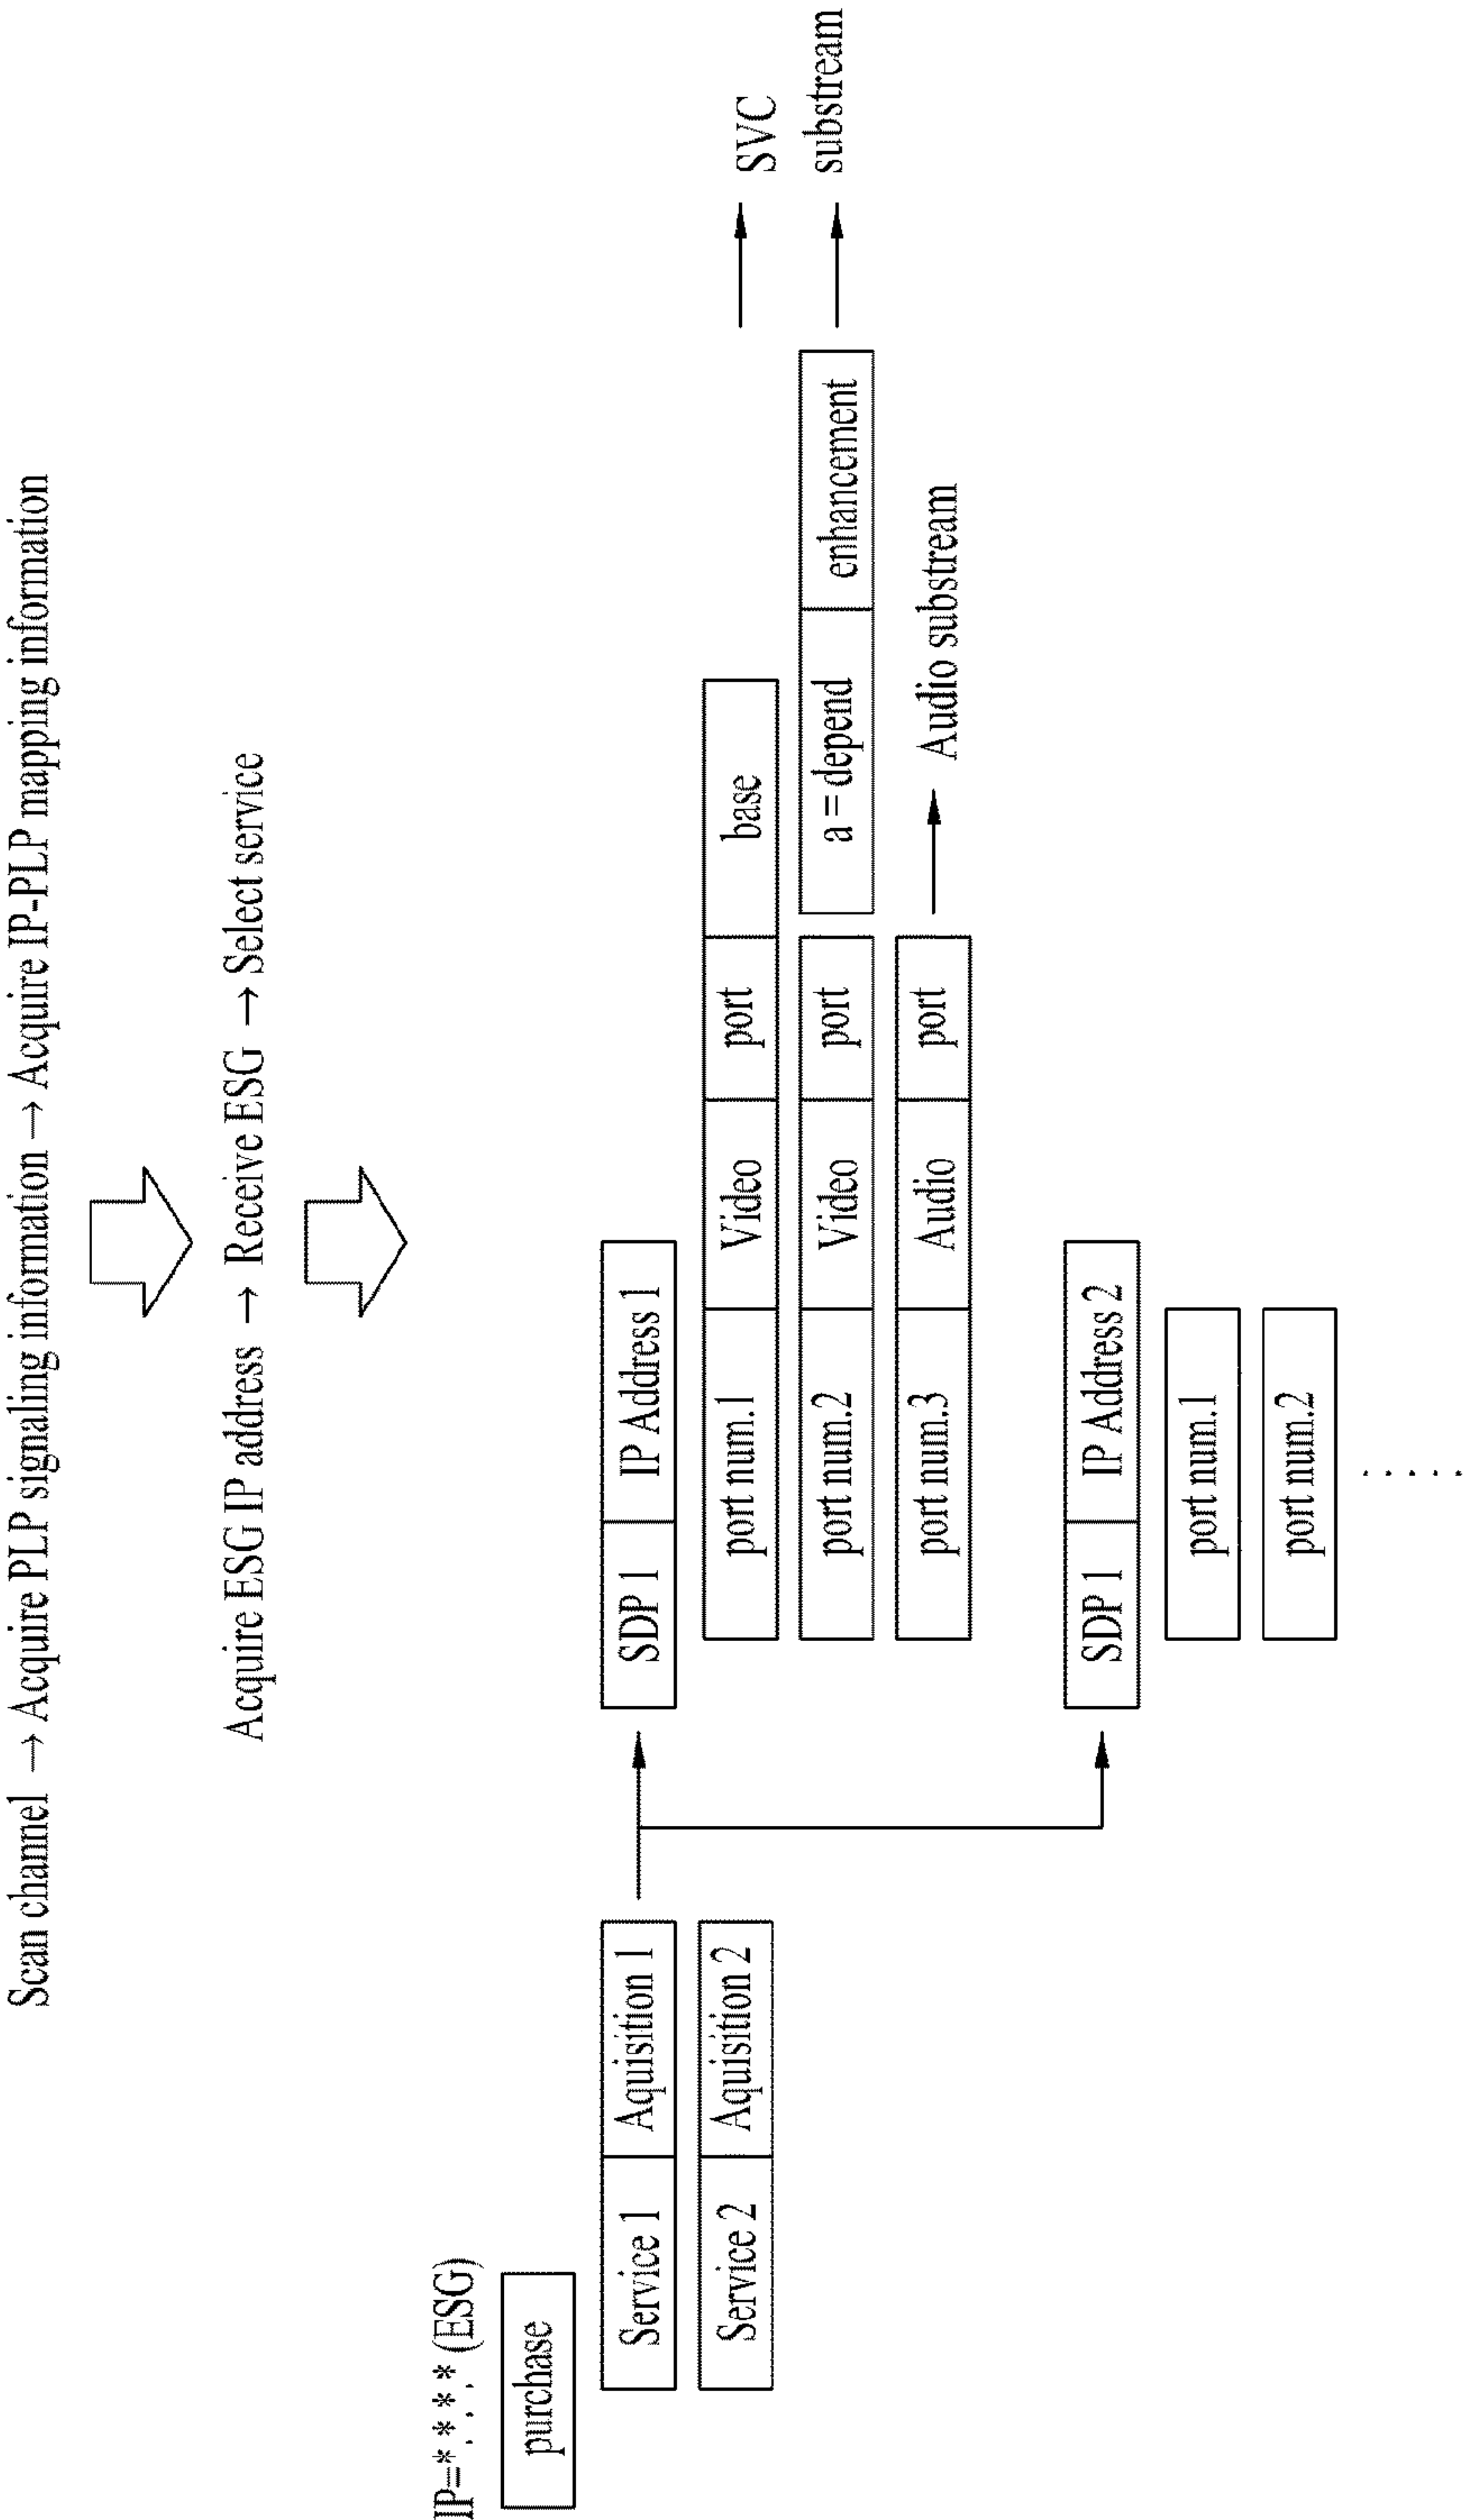 Scan channel → Acquire PLP signaling information → Acquire IP-PLP mapping information
Acquire ESG IP address → Receive ESG → Select service
IP=*.*.*.* (ESG)
purchase
Service 1 Aquisition 1
Service 2 Aquisition 2
SDP 1 IP Address 1
port num.1 Video port base
SVC
port num.2 Video port a = depend enhancement
substream
port num.3 Audio port
Audio substream
SDP 1 IP Address 2
port num.1
port num.2
. . . . .